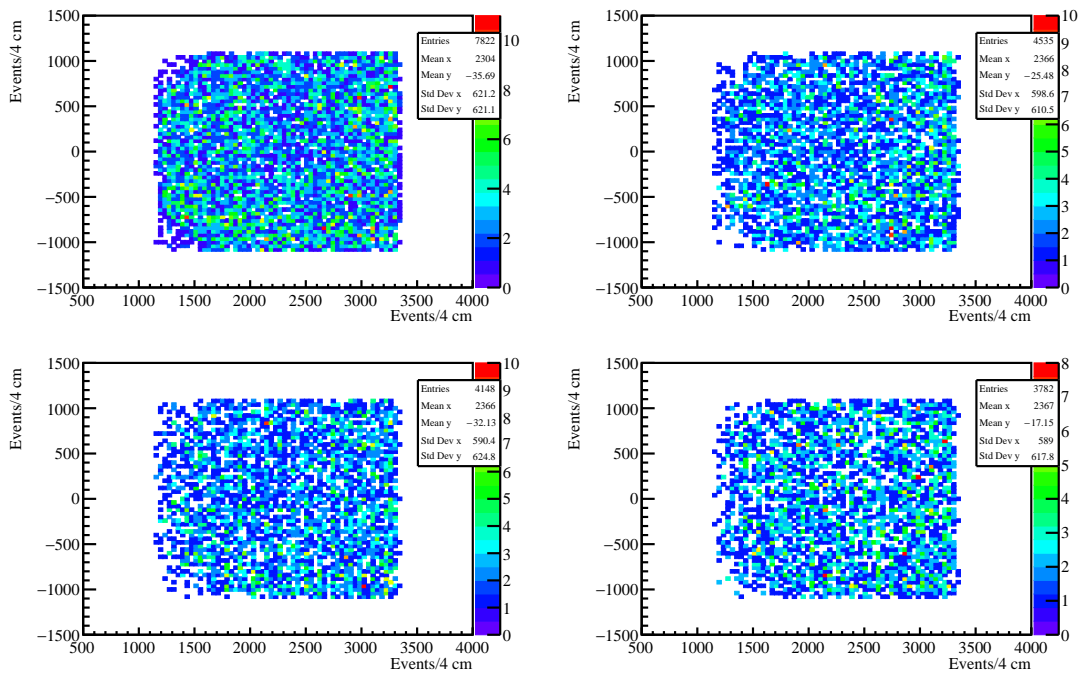 Events/4 cm
1500
1000
500
0
−500
−1000
−1500
500 1000 1500 2000 2500 3000 3500 4000
Events/4 cm
Entries 7822
Mean x 2304
Mean y −35.69
Std Dev x 621.2
Std Dev y 621.1
10
8
6
4
2
0
Events/4 cm
1500
1000
500
0
−500
−1000
−1500
500 1000 1500 2000 2500 3000 3500 4000
Events/4 cm
Entries 4535
Mean x 2366
Mean y −25.48
Std Dev x 598.6
Std Dev y 610.5
10
9
8
7
6
5
4
3
2
1
0
Events/4 cm
1500
1000
500
0
−500
−1000
−1500
500 1000 1500 2000 2500 3000 3500 4000
Events/4 cm
Entries 4148
Mean x 2366
Mean y −32.13
Std Dev x 590.4
Std Dev y 624.8
10
9
8
7
6
5
4
3
2
1
0
Events/4 cm
1500
1000
500
0
−500
−1000
−1500
500 1000 1500 2000 2500 3000 3500 4000
Events/4 cm
Entries 3782
Mean x 2367
Mean y −17.15
Std Dev x 589
Std Dev y 617.8
8
7
6
5
4
3
2
1
0